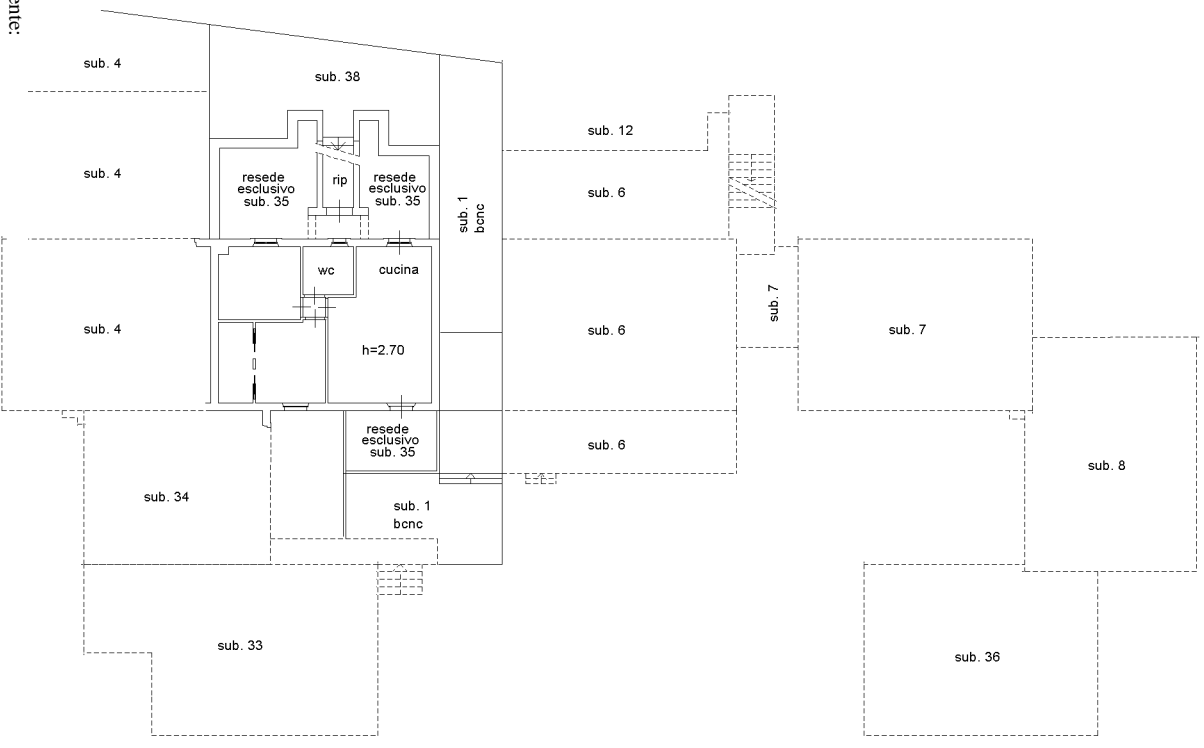 ente:
sub. 4
sub. 38
sub. 12
sub. 4
resede
esclusivo
sub. 35
rip
resede
esclusivo
sub. 35
sub. 6
sub. 1
bcnc
wc
cucina
sub. 7
sub. 4
sub. 6
sub. 7
h=2.70
resede
esclusivo
sub. 35
sub. 6
sub. 8
sub. 34
sub. 1
bcnc
sub. 33
sub. 36